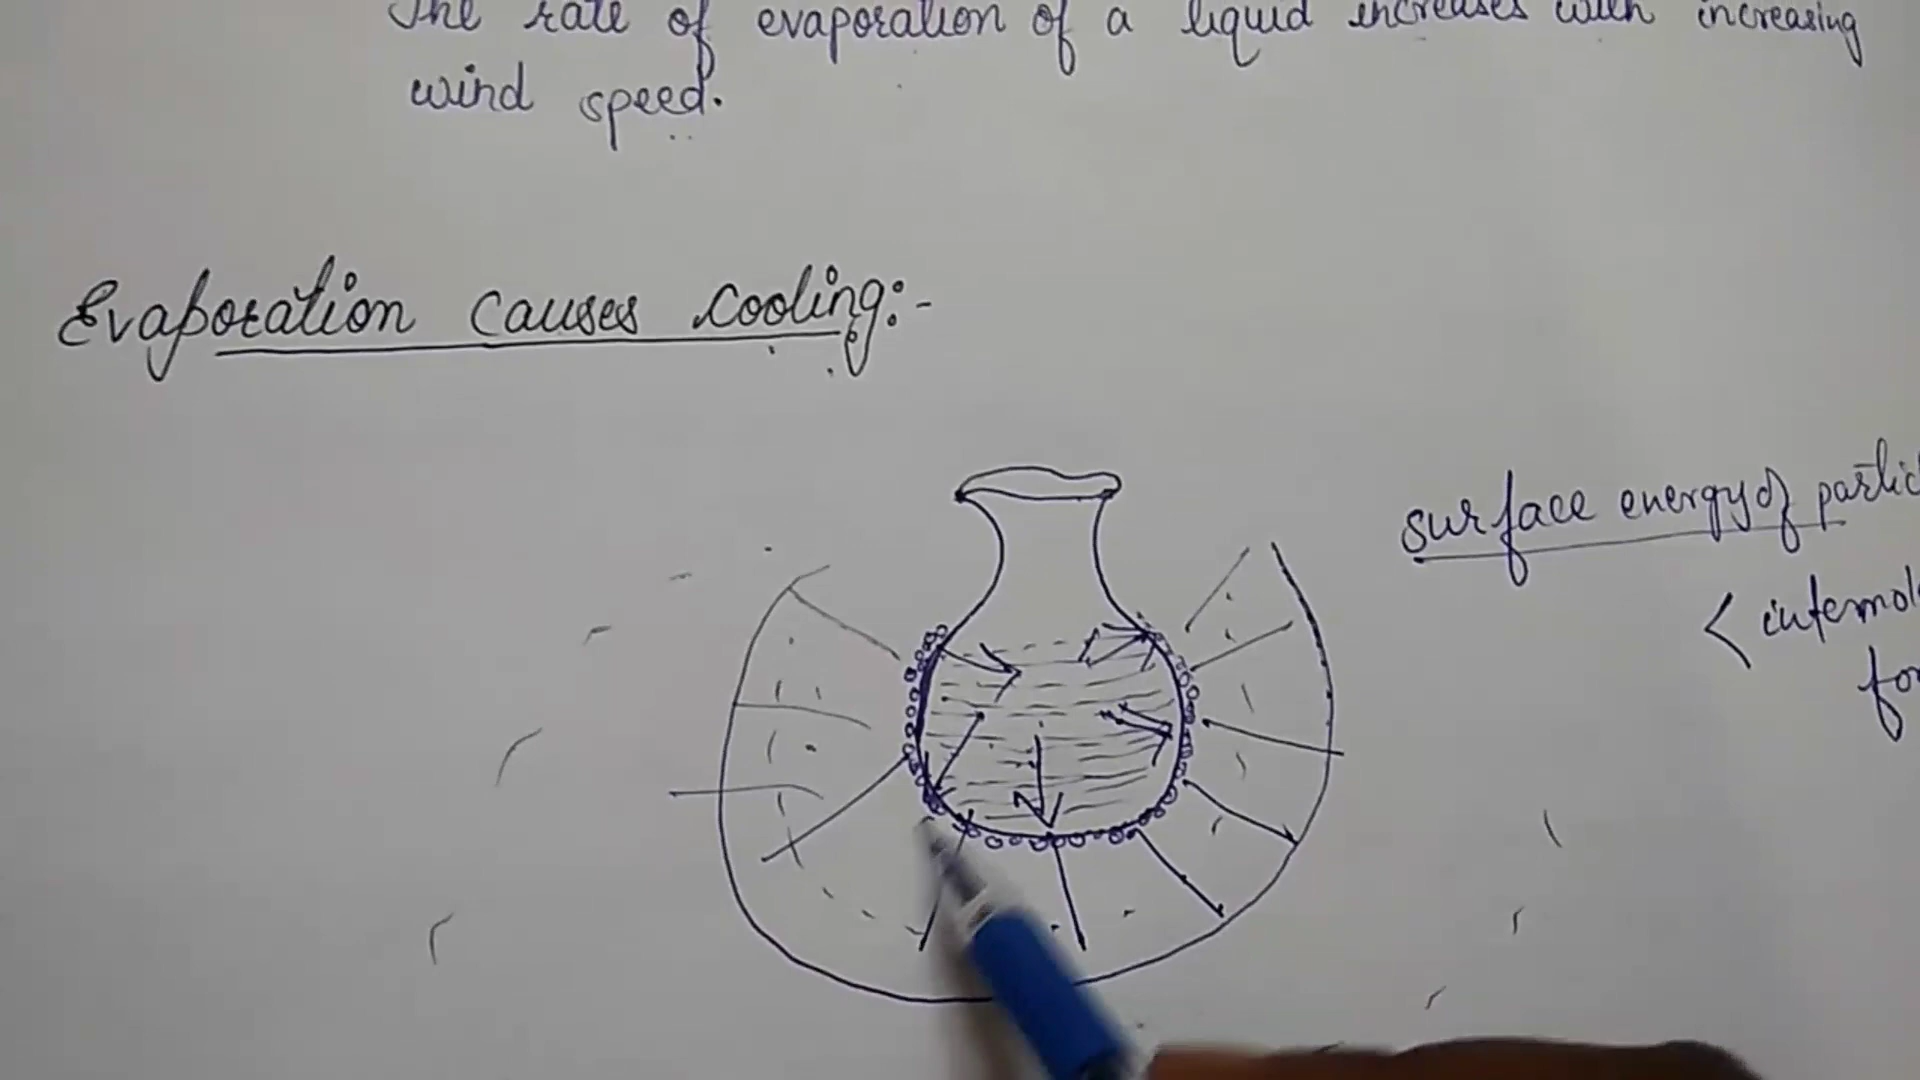 The rate of evaporation of a liquid increases with increasing
wind speed.
Evaporation causes cooling:-
surface energy of partic
< intermol
fo